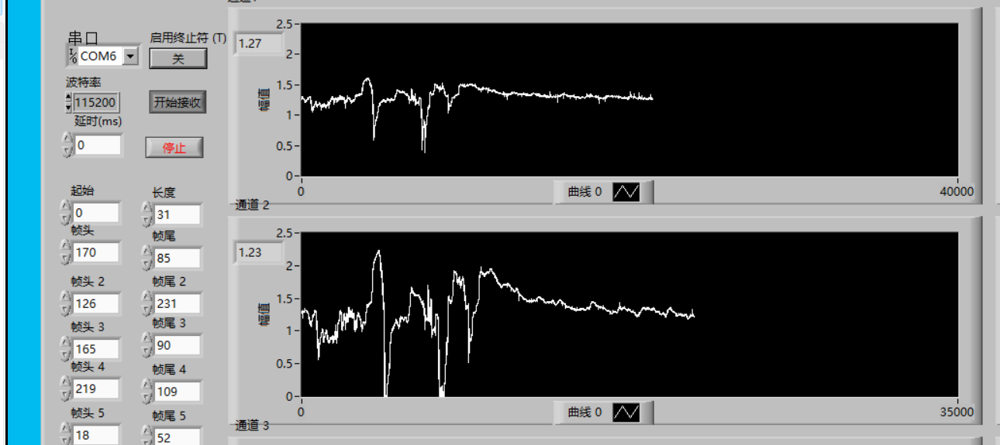 串口
启用终止符 (T)
COM6
关
波特率
115200
开始接收
延时(ms)
0
停止
起始
长度
0
31
帧头
帧尾
170
85
帧头 2
帧尾 2
126
231
帧头 3
帧尾 3
165
90
帧头 4
帧尾 4
219
109
帧头 5
帧尾 5
18
52
1.27
幅值
2.5
2
1.5
1
0.5
0
0
40000
曲线 0
通道 2
1.23
幅值
2.5
2
1.5
1
0.5
0
0
35000
曲线 0
通道 3